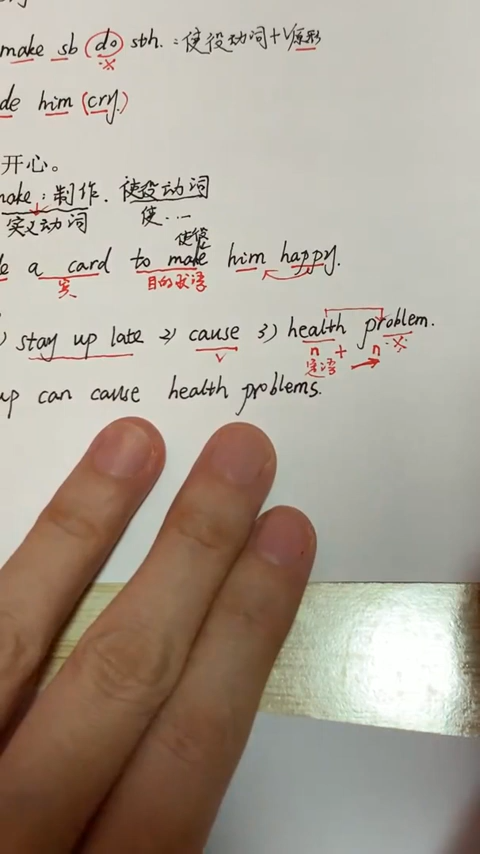 make sb (do) sth. : 使役动词+V原形
de him (cry.)
开心。
make : 制作. 使役动词
实义动词 使...
使役
a card to make him happy.
宾 目的状语
) stay up late 2) cause 3) health problem.
v n + n
定语
up can cause health problems.